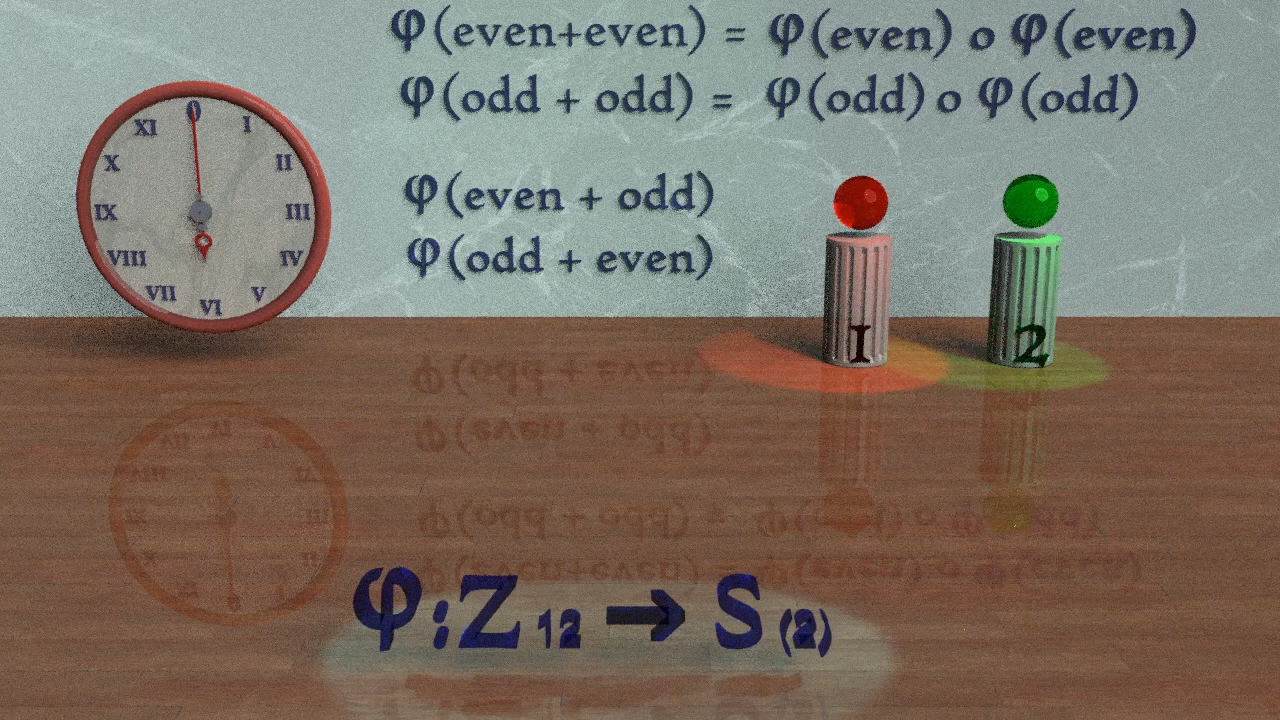 φ(even+even) = φ(even) o φ(even)
φ(odd + odd) = φ(odd) o φ(odd)
φ(even + odd)
φ(odd + even)
0
I
II
III
IV
V
VI
VII
VIII
IX
X
XI
1
2
φ:Z 12 → S (2)